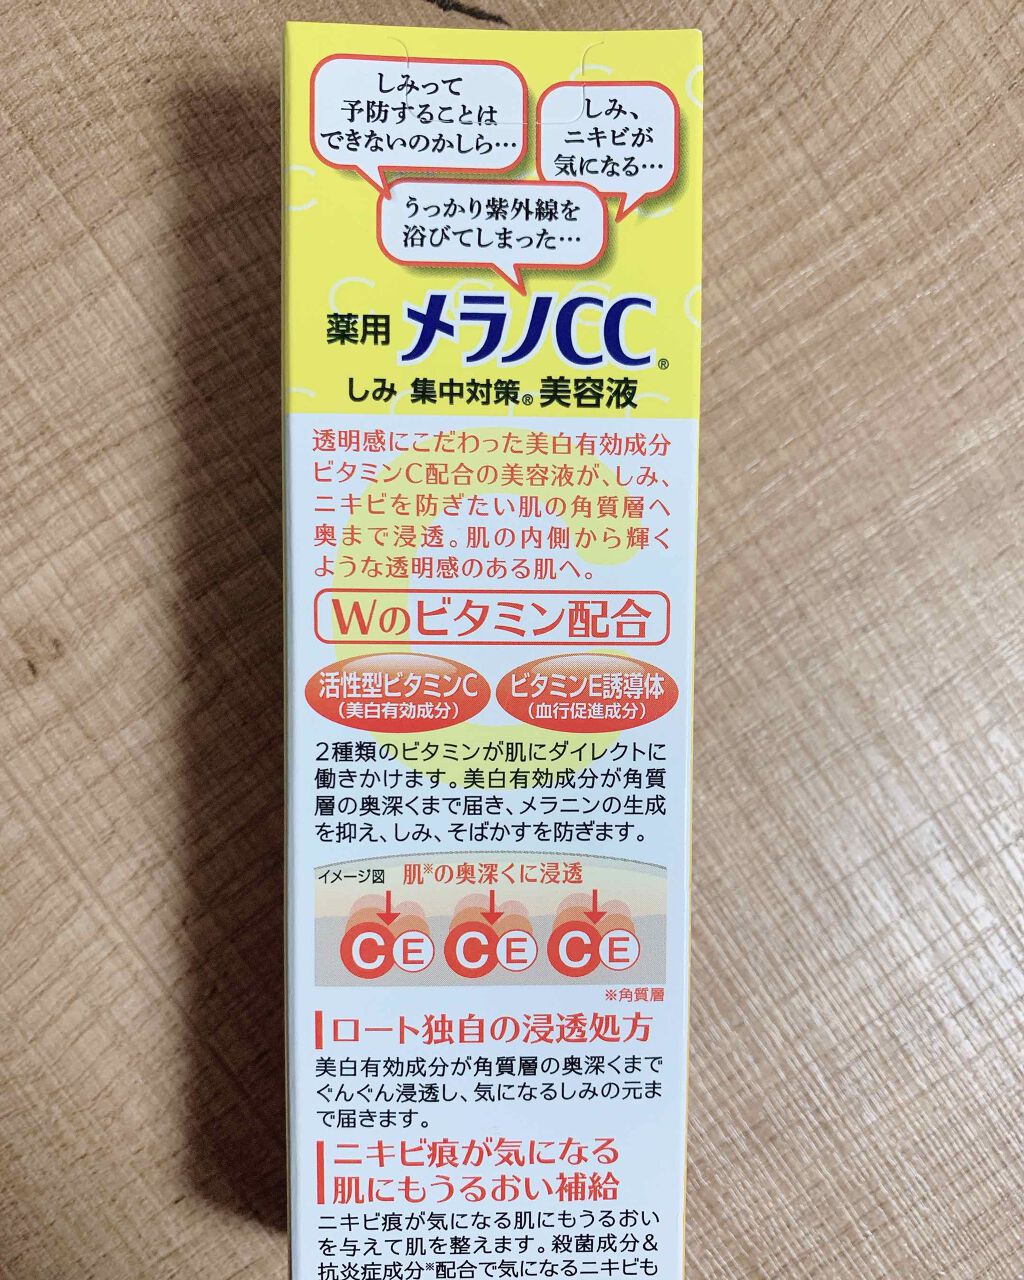 しみって
予防することは
できないのかしら…
しみ、
ニキビが
気になる…
うっかり紫外線を
浴びてしまった…
薬用 メラノCC®
しみ 集中対策® 美容液
透明感にこだわった美白有効成分
ビタミンC配合の美容液が、しみ、
ニキビを防ぎたい肌の角質層へ
奥まで浸透。肌の内側から輝く
ような透明感のある肌へ。
Wのビタミン配合
活性型ビタミンC
(美白有効成分)
ビタミンE誘導体
(血行促進成分)
2種類のビタミンが肌にダイレクトに
働きかけます。美白有効成分が角質
層の奥深くまで届き、メラニンの生成
を抑え、しみ、そばかすを防ぎます。
イメージ図 肌※の奥深くに浸透
C E C E C E
※角質層
ロート独自の浸透処方
美白有効成分が角質層の奥深くまで
ぐんぐん浸透し、気になるしみの元ま
で届きます。
ニキビ痕が気になる
肌にもうるおい補給
ニキビ痕が気になる肌にもうるおい
を与えて肌を整えます。殺菌成分&
抗炎症成分※配合で気になるニキビも